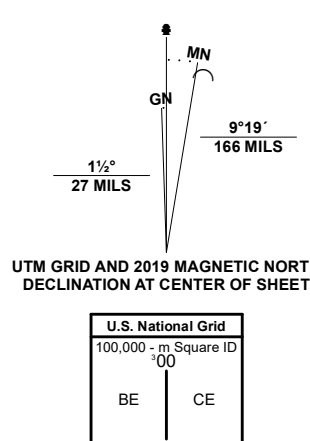 MN
GN
9°19´
166 MILS
1½°
27 MILS
UTM GRID AND 2019 MAGNETIC NORT
DECLINATION AT CENTER OF SHEET
U.S. National Grid
100,000 - m Square ID
³00
BE CE